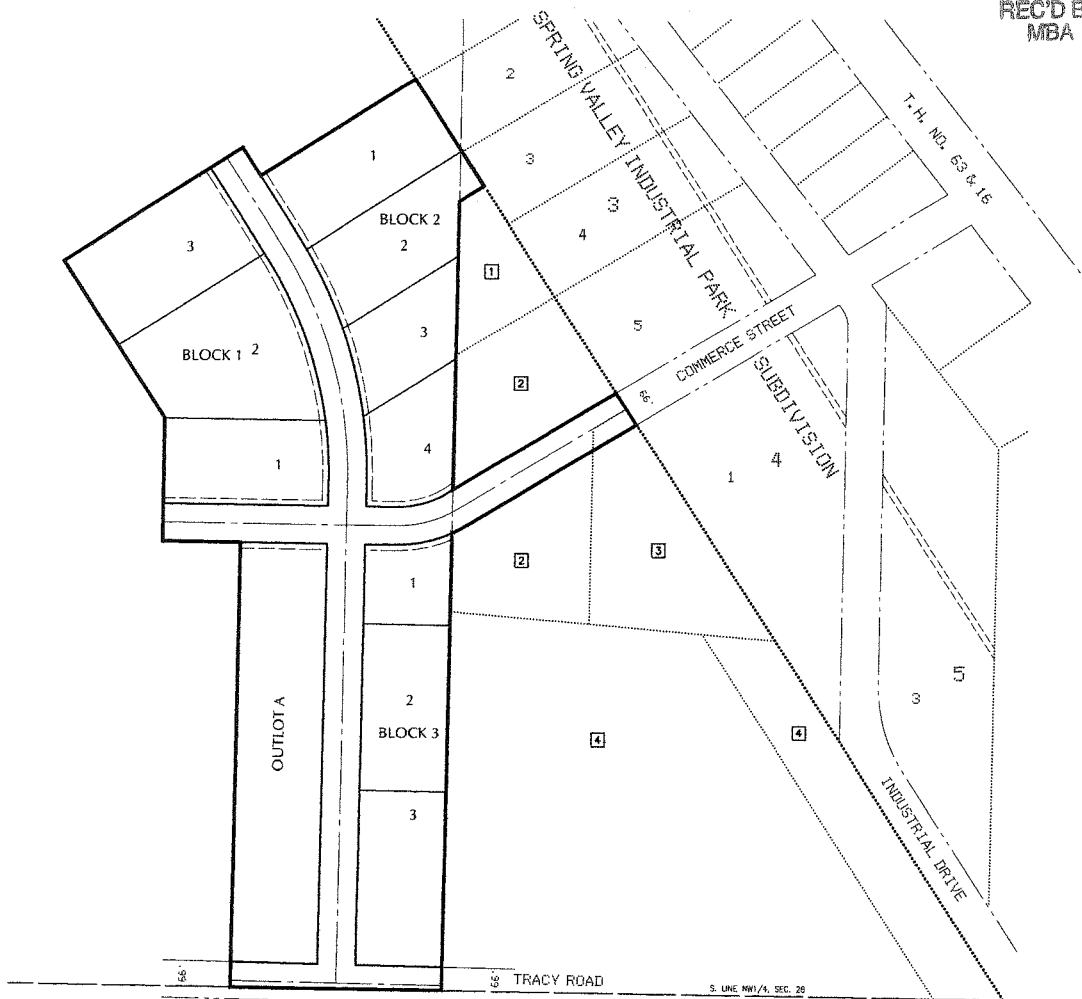 REC'D B
MBA
SPRING VALLEY INDUSTRIAL PARK
SUBDIVISION
T. H. NO. 63 & 16
2
3
3
4
5
1
BLOCK 2
2
3
4
3
BLOCK 1 2
1
1
2
COMMERCE STREET
66'
1
4
2
3
1
2
BLOCK 3
3
OUTLOT A
4
4
3
5
INDUSTRIAL DRIVE
66'
66'
TRACY ROAD
S. LINE NW1/4, SEC. 28